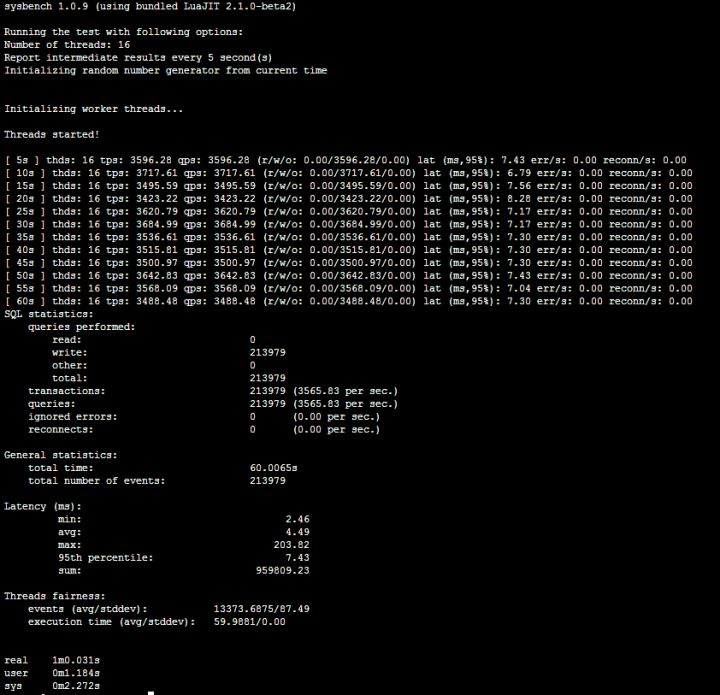 sysbench 1.0.9 (using bundled LuaJIT 2.1.0-beta2)
Running the test with following options:
Number of threads: 16
Report intermediate results every 5 second(s)
Initializing random number generator from current time
Initializing worker threads...
Threads started!
[ 5s ] thds: 16 tps: 3596.28 qps: 3596.28 (r/w/o: 0.00/3596.28/0.00) lat (ms,95%): 7.43 err/s: 0.00 reconn/s: 0.00
[ 10s ] thds: 16 tps: 3717.61 qps: 3717.61 (r/w/o: 0.00/3717.61/0.00) lat (ms,95%): 6.79 err/s: 0.00 reconn/s: 0.00
[ 15s ] thds: 16 tps: 3495.59 qps: 3495.59 (r/w/o: 0.00/3495.59/0.00) lat (ms,95%): 7.56 err/s: 0.00 reconn/s: 0.00
[ 20s ] thds: 16 tps: 3423.22 qps: 3423.22 (r/w/o: 0.00/3423.22/0.00) lat (ms,95%): 8.28 err/s: 0.00 reconn/s: 0.00
[ 25s ] thds: 16 tps: 3620.79 qps: 3620.79 (r/w/o: 0.00/3620.79/0.00) lat (ms,95%): 7.17 err/s: 0.00 reconn/s: 0.00
[ 30s ] thds: 16 tps: 3684.99 qps: 3684.99 (r/w/o: 0.00/3684.99/0.00) lat (ms,95%): 7.17 err/s: 0.00 reconn/s: 0.00
[ 35s ] thds: 16 tps: 3536.61 qps: 3536.61 (r/w/o: 0.00/3536.61/0.00) lat (ms,95%): 7.30 err/s: 0.00 reconn/s: 0.00
[ 40s ] thds: 16 tps: 3515.81 qps: 3515.81 (r/w/o: 0.00/3515.81/0.00) lat (ms,95%): 7.30 err/s: 0.00 reconn/s: 0.00
[ 45s ] thds: 16 tps: 3500.97 qps: 3500.97 (r/w/o: 0.00/3500.97/0.00) lat (ms,95%): 7.30 err/s: 0.00 reconn/s: 0.00
[ 50s ] thds: 16 tps: 3642.83 qps: 3642.83 (r/w/o: 0.00/3642.83/0.00) lat (ms,95%): 7.43 err/s: 0.00 reconn/s: 0.00
[ 55s ] thds: 16 tps: 3568.09 qps: 3568.09 (r/w/o: 0.00/3568.09/0.00) lat (ms,95%): 7.04 err/s: 0.00 reconn/s: 0.00
[ 60s ] thds: 16 tps: 3488.48 qps: 3488.48 (r/w/o: 0.00/3488.48/0.00) lat (ms,95%): 7.30 err/s: 0.00 reconn/s: 0.00
SQL statistics:
queries performed:
read: 0
write: 213979
other: 0
total: 213979
transactions: 213979 (3565.83 per sec.)
queries: 213979 (3565.83 per sec.)
ignored errors: 0 (0.00 per sec.)
reconnects: 0 (0.00 per sec.)
General statistics:
total time: 60.0065s
total number of events: 213979
Latency (ms):
min: 2.46
avg: 4.49
max: 203.82
95th percentile: 7.43
sum: 959809.23
Threads fairness:
events (avg/stddev): 13373.6875/87.49
execution time (avg/stddev): 59.9881/0.00
real 1m0.031s
user 0m1.184s
sys 0m2.272s